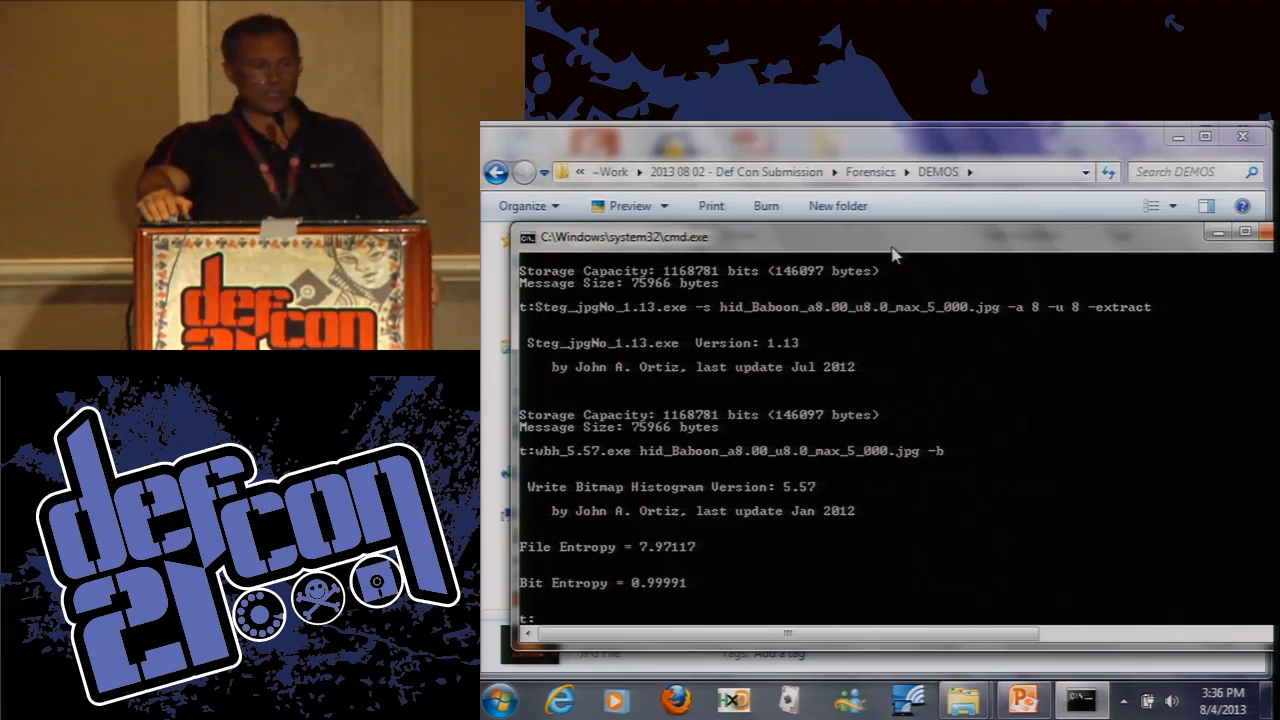 defcon
21
defcon
21
~Work
2013 08 02 - Def Con Submission
Forensics
DEMOS
Search DEMOS
Organize
Preview
Print
Burn
New folder
C:\Windows\system32\cmd.exe
Storage Capacity: 1168781 bits (146097 bytes)
Message Size: 75966 bytes
t:Steg_jpgNo_1.13.exe -s hid_Baboon_a8.00_u8.0_max_5_000.jpg -a 8 -u 8 -extract
Steg_jpgNo_1.13.exe Version: 1.13
by John A. Ortiz, last update Jul 2012
Storage Capacity: 1168781 bits (146097 bytes)
Message Size: 75966 bytes
t:wbh_5.57.exe hid_Baboon_a8.00_u8.0_max_5_000.jpg -b
Write Bitmap Histogram Version: 5.57
by John A. Ortiz, last update Jan 2012
File Entropy = 7.97117
Bit Entropy = 0.99991
t:
JPG File
Tags: Add a tag
3:36 PM
8/4/2013